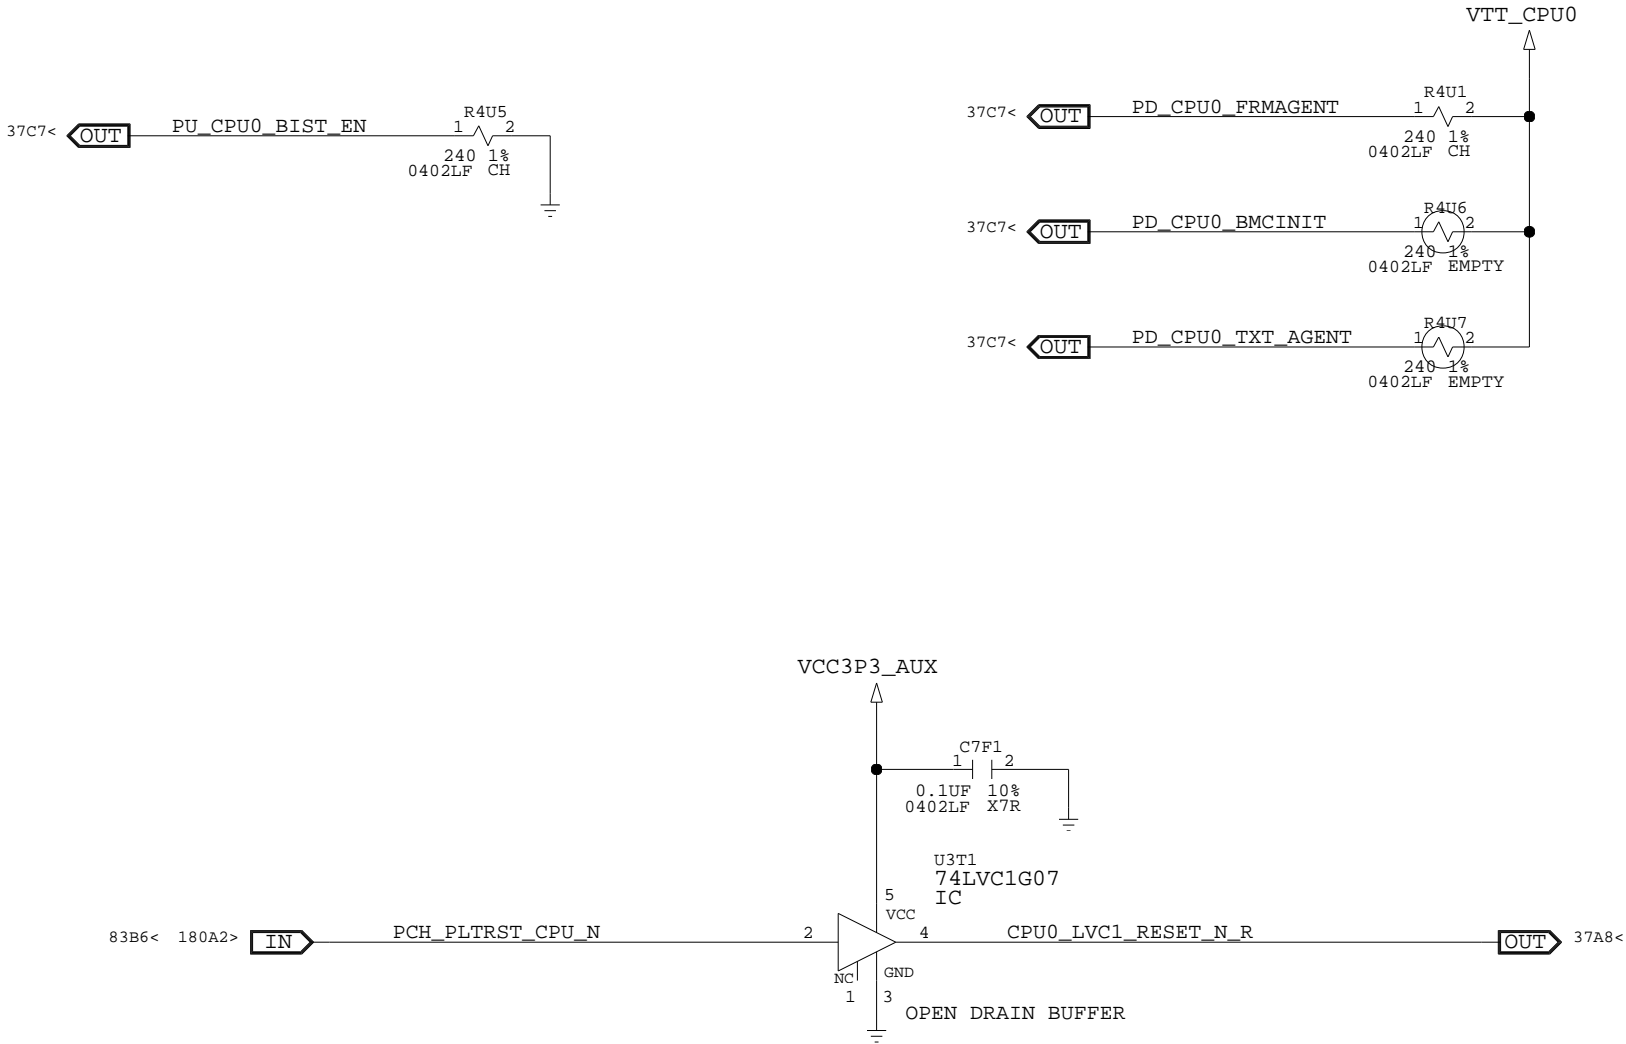 VTT_CPU0
37C7< OUT PU_CPU0_BIST_EN
R4U5
1 2
240 1%
0402LF CH
37C7< OUT PD_CPU0_FRMAGENT
R4U1
1 2
240 1%
0402LF CH
37C7< OUT PD_CPU0_BMCINIT
R4U6
1 2
240 1%
0402LF EMPTY
37C7< OUT PD_CPU0_TXT_AGENT
R4U7
1 2
240 1%
0402LF EMPTY
VCC3P3_AUX
C7F1
1 2
0.1UF 10%
0402LF X7R
U3T1
74LVC1G07
IC
5
VCC
83B6< 180A2> IN PCH_PLTRST_CPU_N 2
4 CPU0_LVC1_RESET_N_R OUT 37A8<
NC GND
1 3
OPEN DRAIN BUFFER